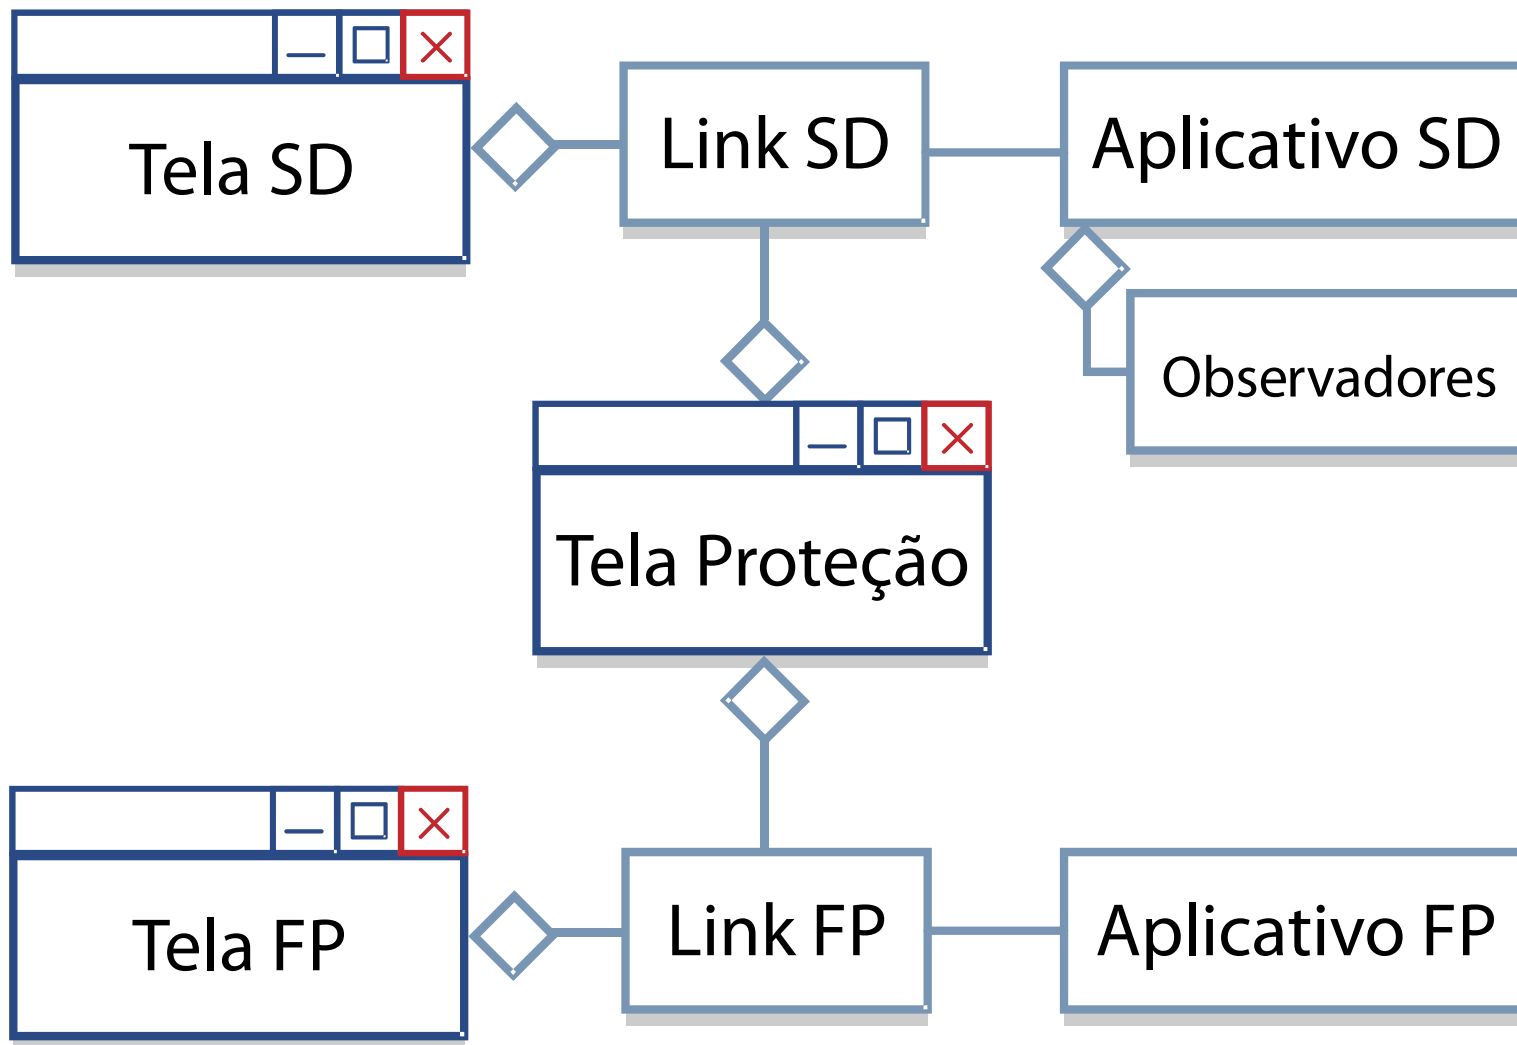 Tela SD
Link SD
Aplicativo SD
Observadores
Tela Proteção
Tela FP
Link FP
Aplicativo FP